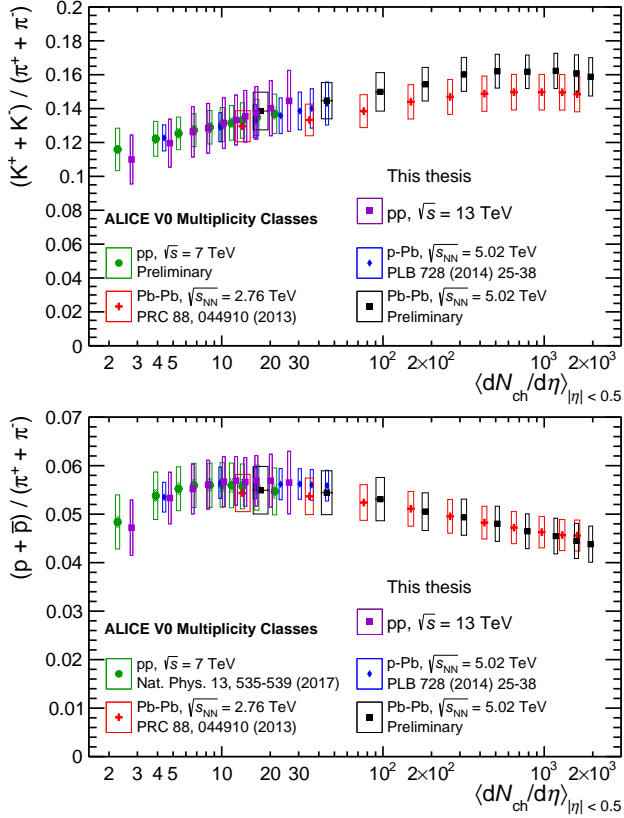 0.2
0.18
0.16
0.14
0.12
0.1
0.08
0.06
0.04
0.02
0
(K⁺ + K⁻) / (π⁺ + π⁻)
This thesis
ALICE V0 Multiplicity Classes
pp, √s = 13 TeV
pp, √s = 7 TeV
Preliminary
p-Pb, √s_NN = 5.02 TeV
PLB 728 (2014) 25-38
Pb-Pb, √s_NN = 2.76 TeV
PRC 88, 044910 (2013)
Pb-Pb, √s_NN = 5.02 TeV
Preliminary
2 3 4 5 10 20 30 10² 2×10² 10³ 2×10³
⟨dN_ch/dη⟩_|η| < 0.5
0.07
0.06
0.05
0.04
0.03
0.02
0.01
0
(p + p̅) / (π⁺ + π⁻)
This thesis
ALICE V0 Multiplicity Classes
pp, √s = 13 TeV
pp, √s = 7 TeV
Nat. Phys. 13, 535-539 (2017)
p-Pb, √s_NN = 5.02 TeV
PLB 728 (2014) 25-38
Pb-Pb, √s_NN = 2.76 TeV
PRC 88, 044910 (2013)
Pb-Pb, √s_NN = 5.02 TeV
Preliminary
2 3 4 5 10 20 30 10² 2×10² 10³ 2×10³
⟨dN_ch/dη⟩_|η| < 0.5